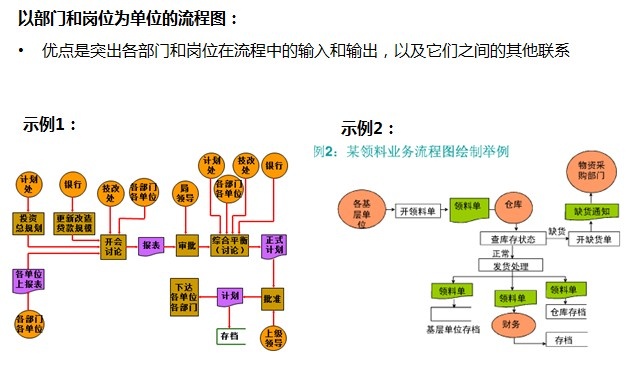 以部门和岗位为单位的流程图：
• 优点是突出各部门和岗位在流程中的输入和输出，以及它们之间的其他联系
示例1：
计划
处
银行
技改
处
各部门
各单位
局
领导
计划
处
各部门
各单位
技改
处
银行
投资
总规划
更新改造
贷款规模
开会
讨论
报表
审批
综合平衡
（讨论）
正式
计划
各单位
上报表
各部门
各单位
下达
各单位
各部门
计划
批准
存档
上级
领导
示例2：
例2：某领料业务流程图绘制举例
各基
层单
位
开领料单
领料单
仓库
物资采
购部门
缺货通知
查库存状态
缺货
开缺货单
正常
发货处理
领料单
领料单
领料单
基层单位存档
财务
仓库存档
存档